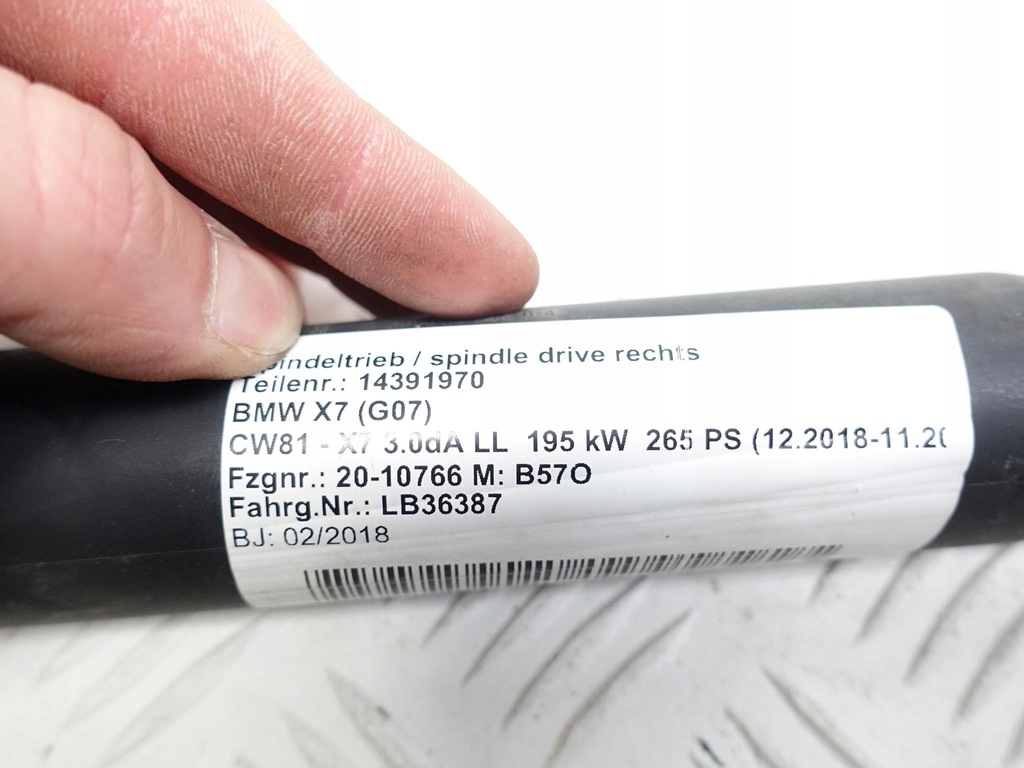 / spindle drive rechts
Teilenr.: 14391970
BMW X7 (G07)
CW81 - X7 3.0dA LL 195 kW 265 PS (12.2018-11.20
Fzgnr.: 20-10766 M: B57O
Fahrg.Nr.: LB36387
BJ: 02/2018